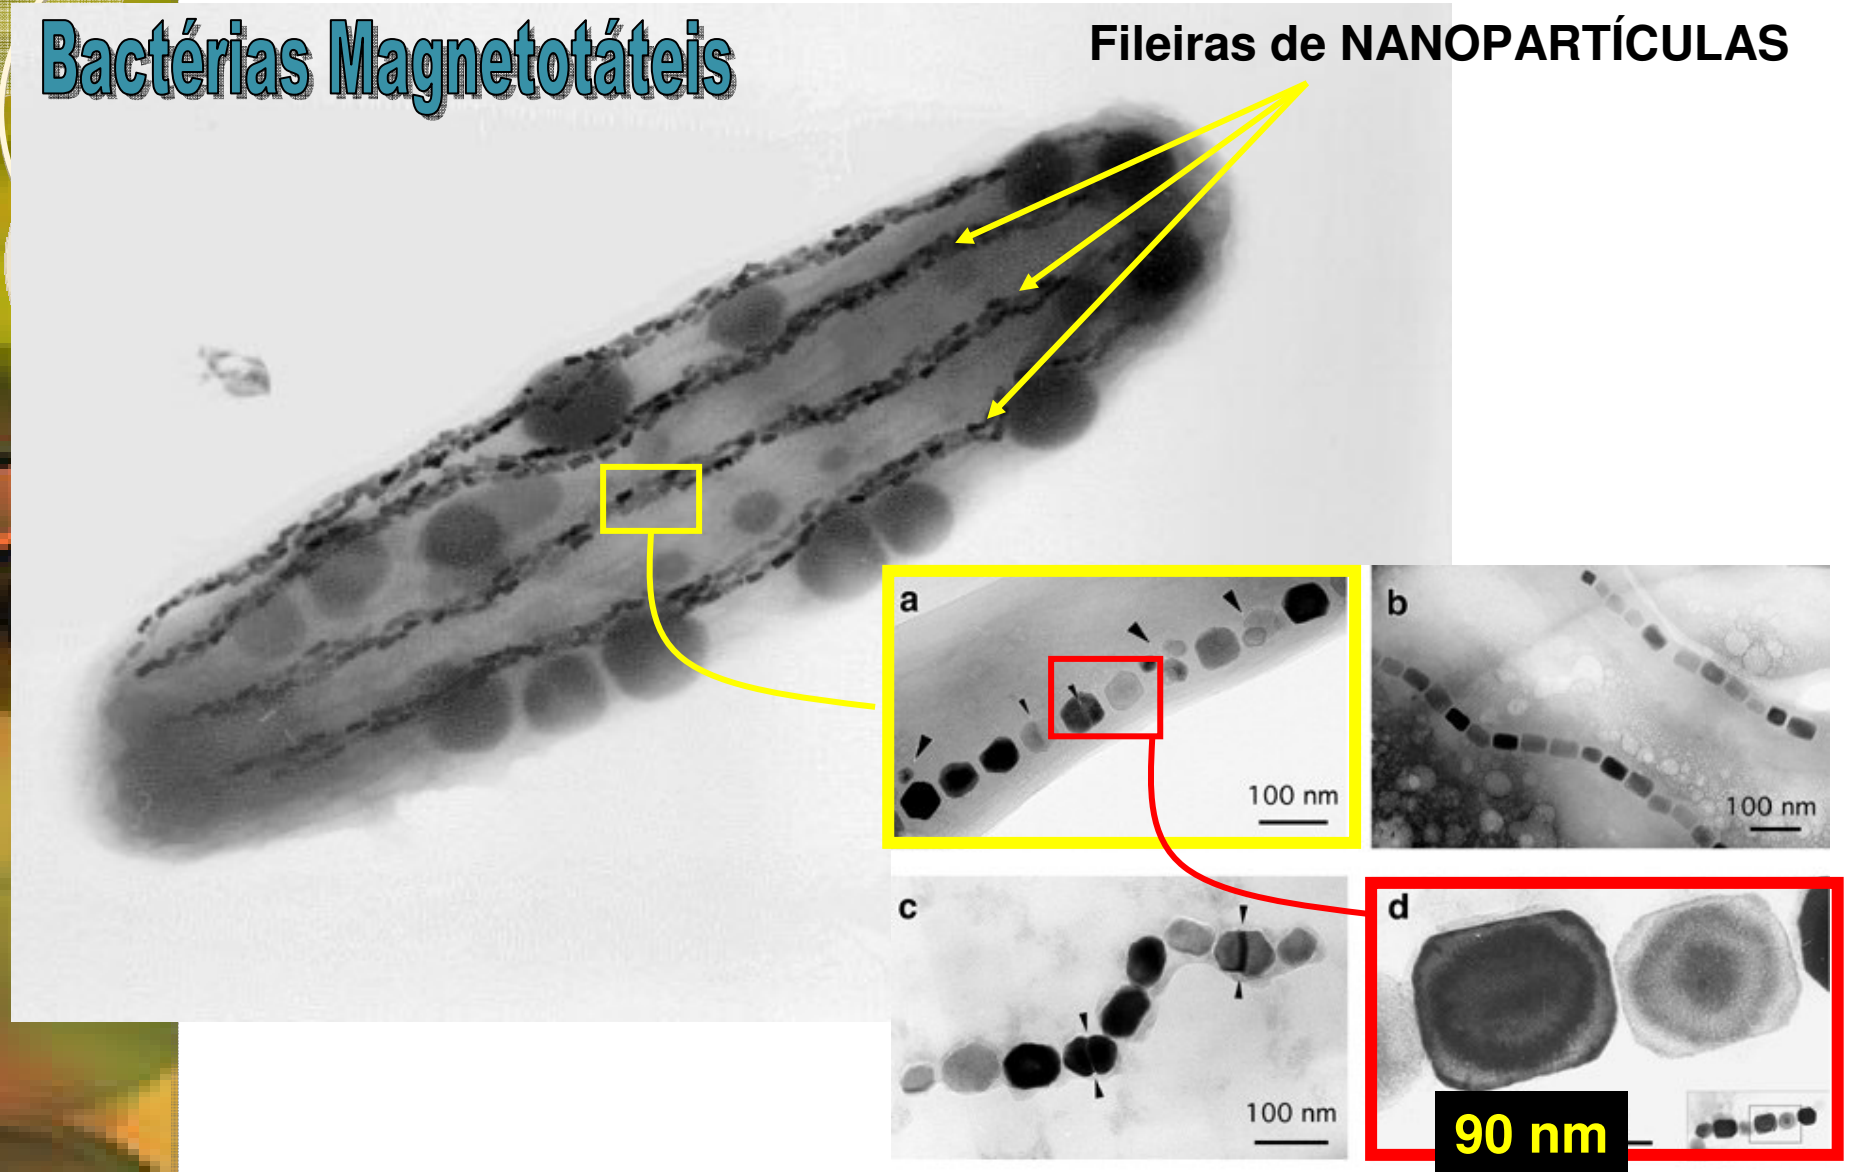 Bactérias Magnetotáteis
Fileiras de NANOPARTÍCULAS
a
100 nm
b
100 nm
c
100 nm
d
90 nm